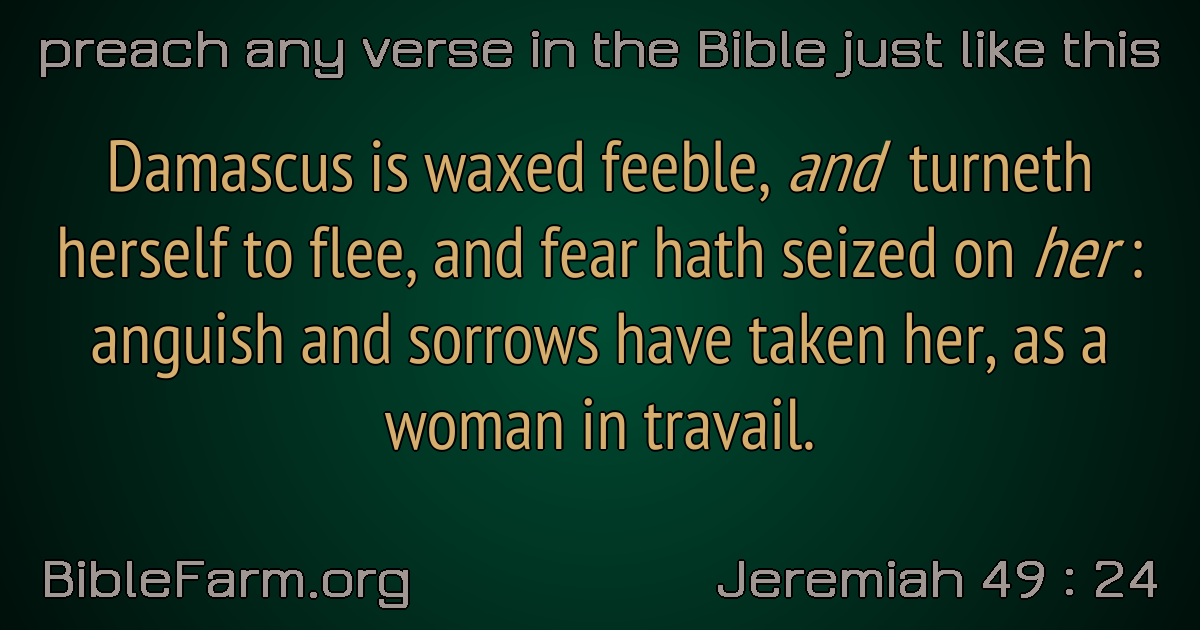 preach any verse in the Bible just like this
Damascus is waxed feeble, and turneth
herself to flee, and fear hath seized on her:
anguish and sorrows have taken her, as a
woman in travail.
BibleFarm.org
Jeremiah 49 : 24